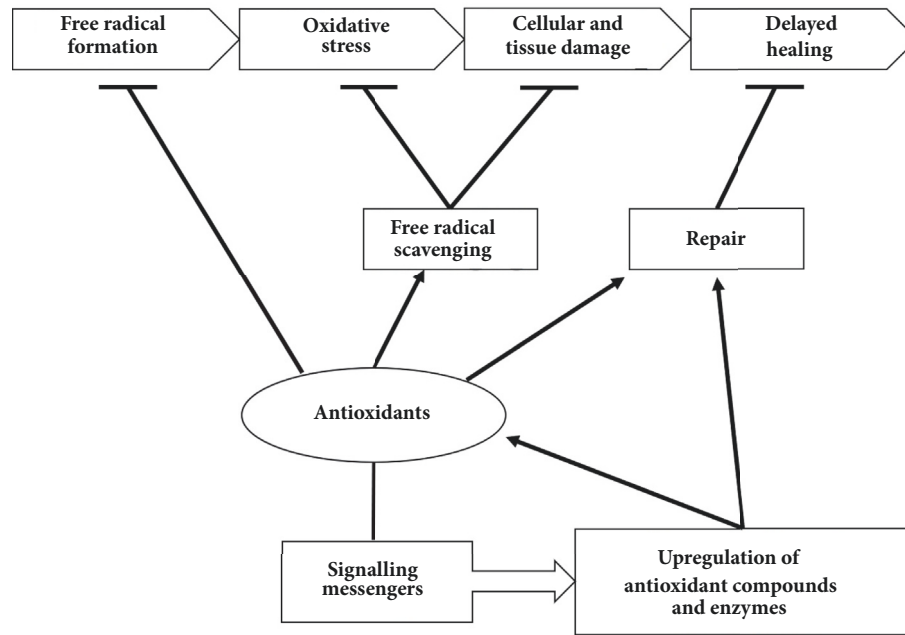 Free radical
formation
Oxidative
stress
Cellular and
tissue damage
Delayed
healing
Free radical
scavenging
Repair
Antioxidants
Signalling
messengers
Upregulation of
antioxidant compounds
and enzymes